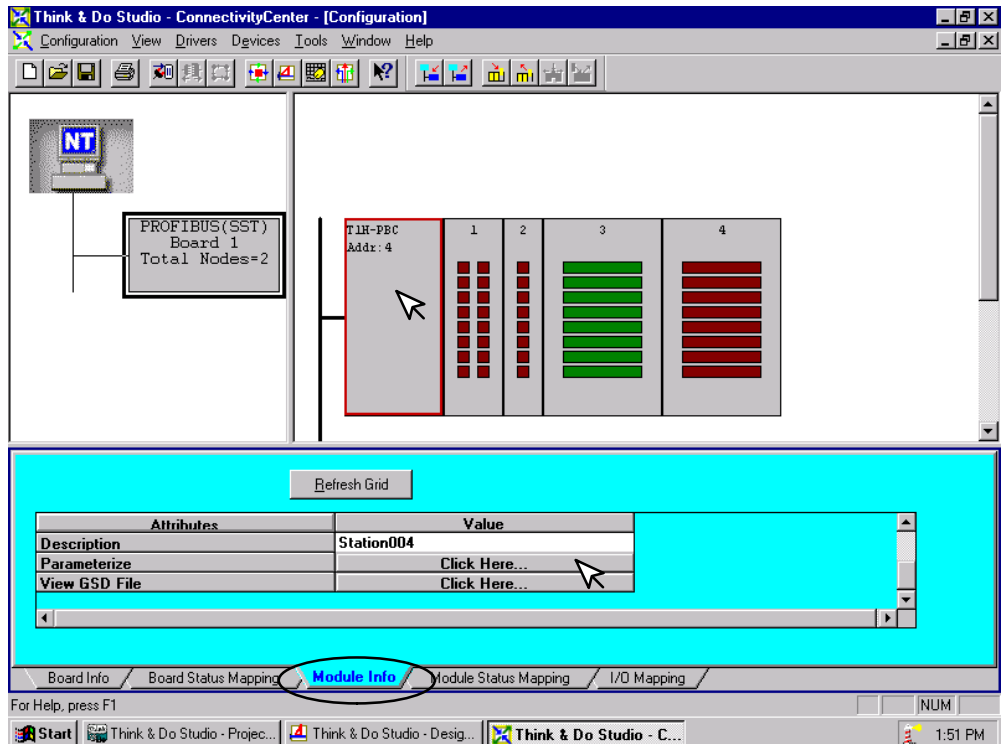 Think & Do Studio - ConnectivityCenter - [Configuration]
Configuration View Drivers Devices Tools Window Help
NT
PROFIBUS(SST)
Board 1
Total Nodes=2
T1H-PBC 1 2 3 4
Addr:4
Refresh Grid
Attributes Value
Description Station004
Parameterize Click Here...
View GSD File Click Here...
Board Info Board Status Mapping Module Info Module Status Mapping I/O Mapping
For Help, press F1 NUM
Start Think & Do Studio - Projec... Think & Do Studio - Desig... Think & Do Studio - C... 1:51 PM